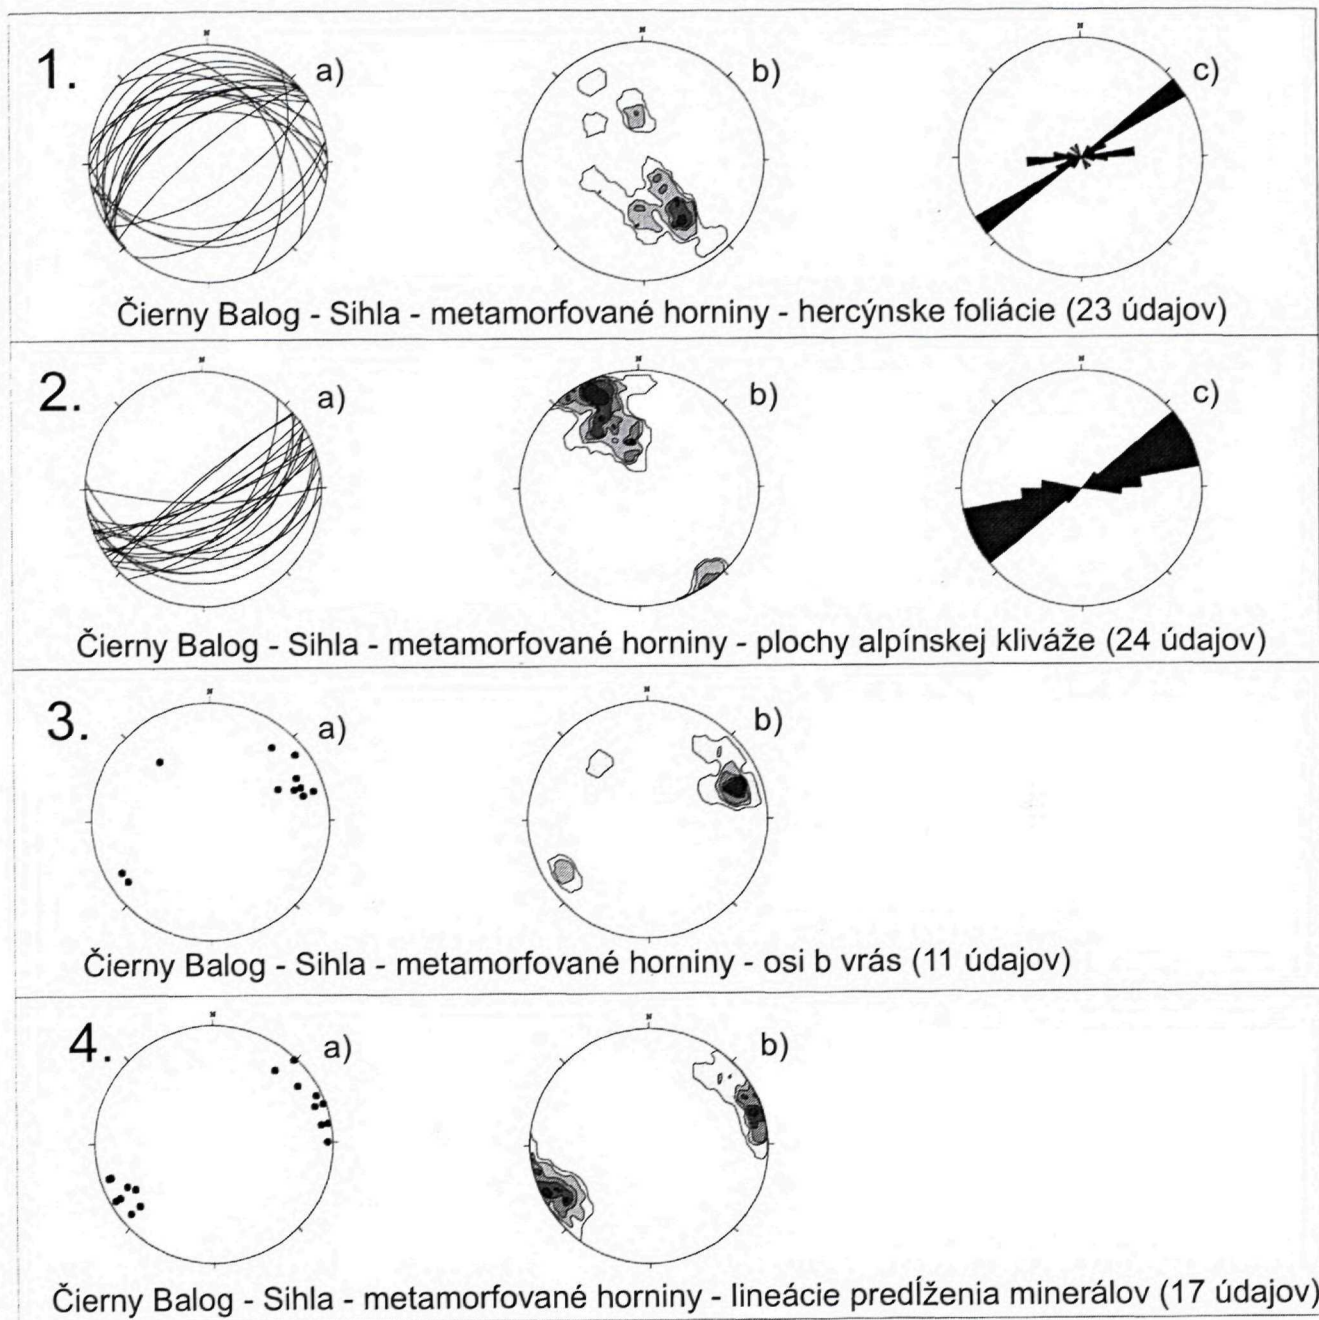 N
N
N
1.
a)
b)
c)
Čierny Balog - Sihla - metamorfované horniny - hercýnske foliácie (23 údajov)
N
N
N
2.
a)
b)
c)
Čierny Balog - Sihla - metamorfované horniny - plochy alpínskej kliváže (24 údajov)
N
N
3.
a)
b)
Čierny Balog - Sihla - metamorfované horniny - osi b vrás (11 údajov)
N
N
4.
a)
b)
Čierny Balog - Sihla - metamorfované horniny - lineácie predĺženia minerálov (17 údajov)